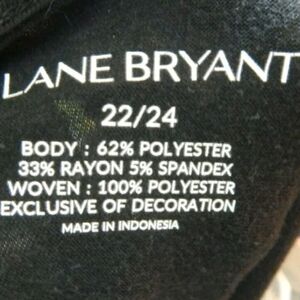 LANE BRYANT
22/24
BODY : 62% POLYESTER
33% RAYON 5% SPANDEX
WOVEN : 100% POLYESTER
EXCLUSIVE OF DECORATION
MADE IN INDONESIA